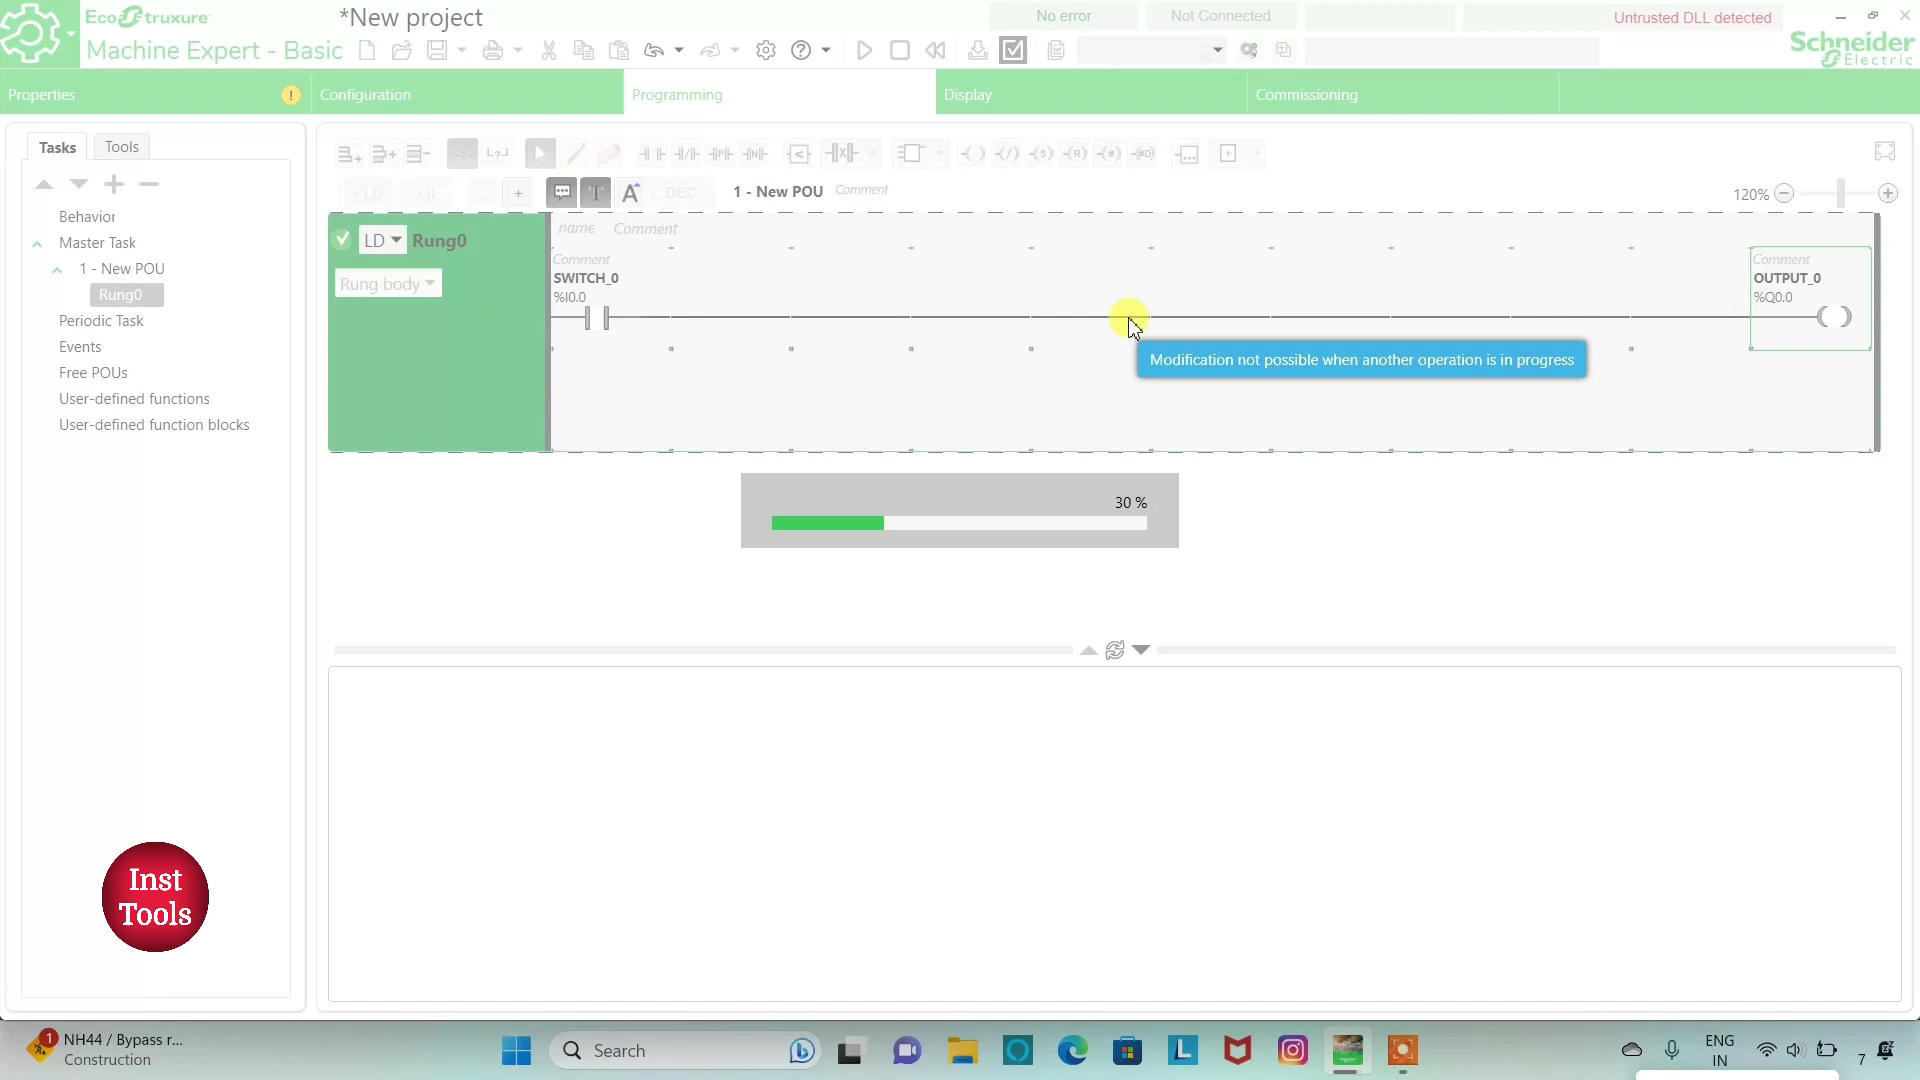 EcoStruxure
Machine Expert - Basic
*New project
No error
Not Connected
Untrusted DLL detected
Schneider
Electric
Properties
Configuration
Programming
Display
Commissioning
Tasks
Tools
Behavior
Master Task
1 - New POU
Rung0
Periodic Task
Events
Free POUs
User-defined functions
User-defined function blocks
DEC
1 - New POU
Comment
120%
LD
Rung0
Rung body
name
Comment
Comment
SWITCH_0
%I0.0
Comment
OUTPUT_0
%Q0.0
Modification not possible when another operation is in progress
30 %
Inst
Tools
1
NH44 / Bypass r...
Construction
Search
ENG
IN
7